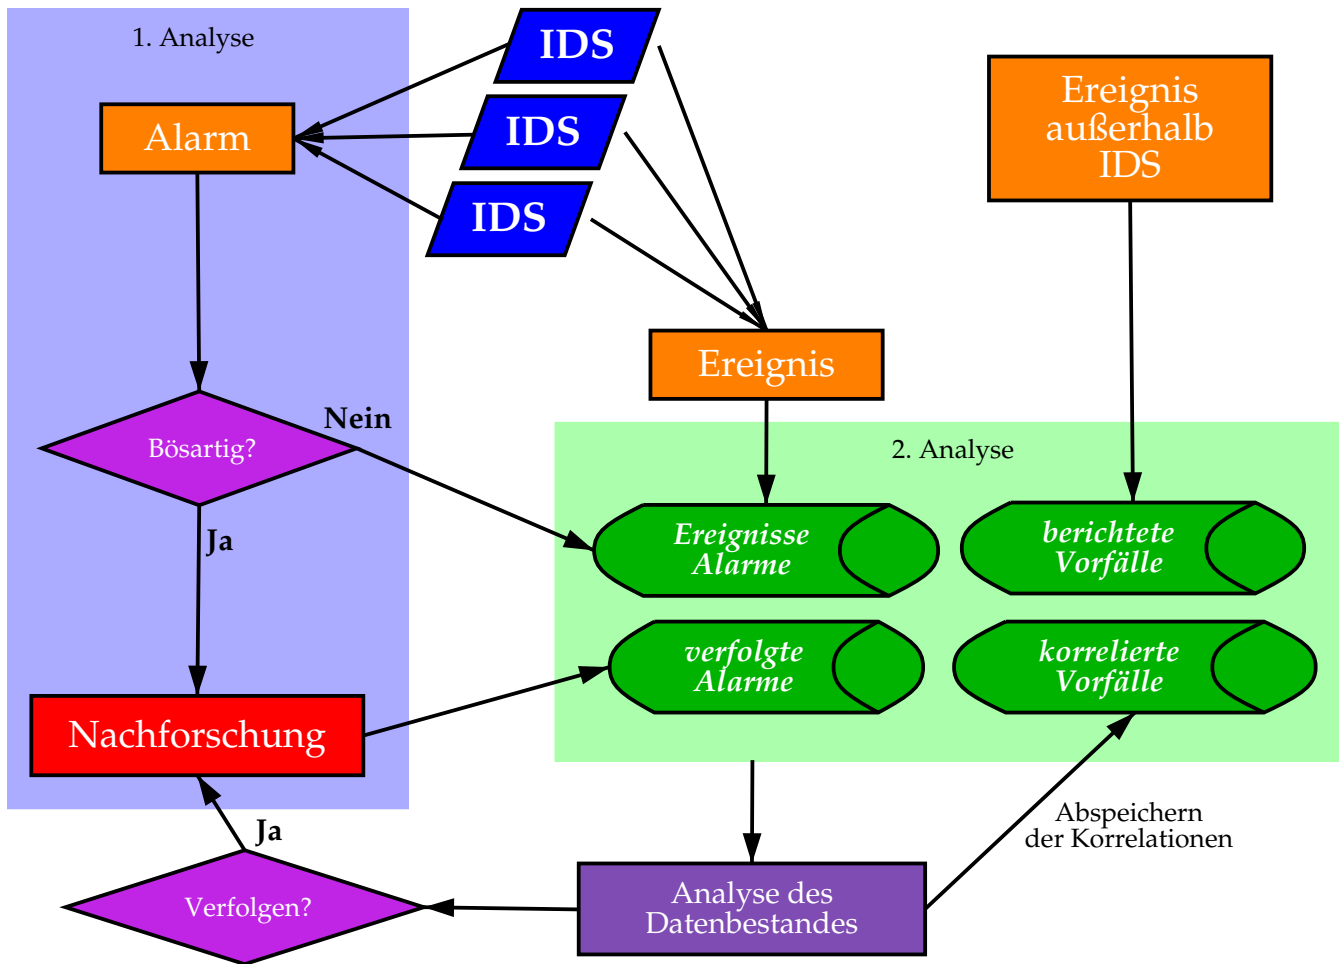 1. Analyse
IDS
Alarm
IDS
IDS
Ereignis
außerhalb
IDS
Ereignis
Nein
Bösartig?
Ja
2. Analyse
Ereignisse
Alarme
berichtete
Vorfälle
verfolgte
Alarme
korrelierte
Vorfälle
Nachforschung
Ja
Verfolgen?
Analyse des
Datenbestandes
Abspeichern
der Korrelationen